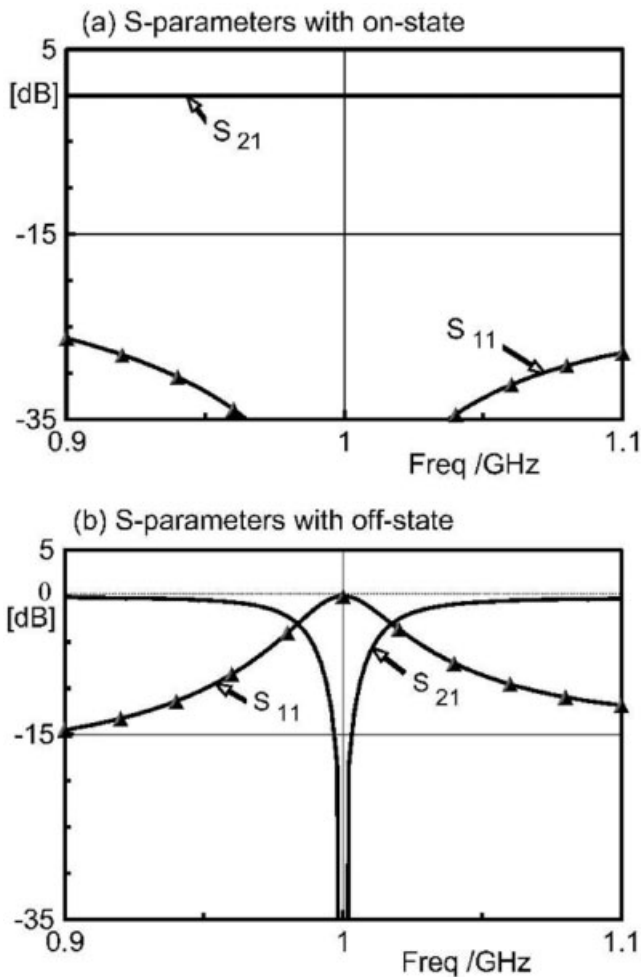 (a) S-parameters with on-state
5
[dB]
S 21
-15
S 11
-35
0.9
1
1.1
Freq /GHz
(b) S-parameters with off-state
5
0
[dB]
S 11
S 21
-15
-35
0.9
1
1.1
Freq /GHz